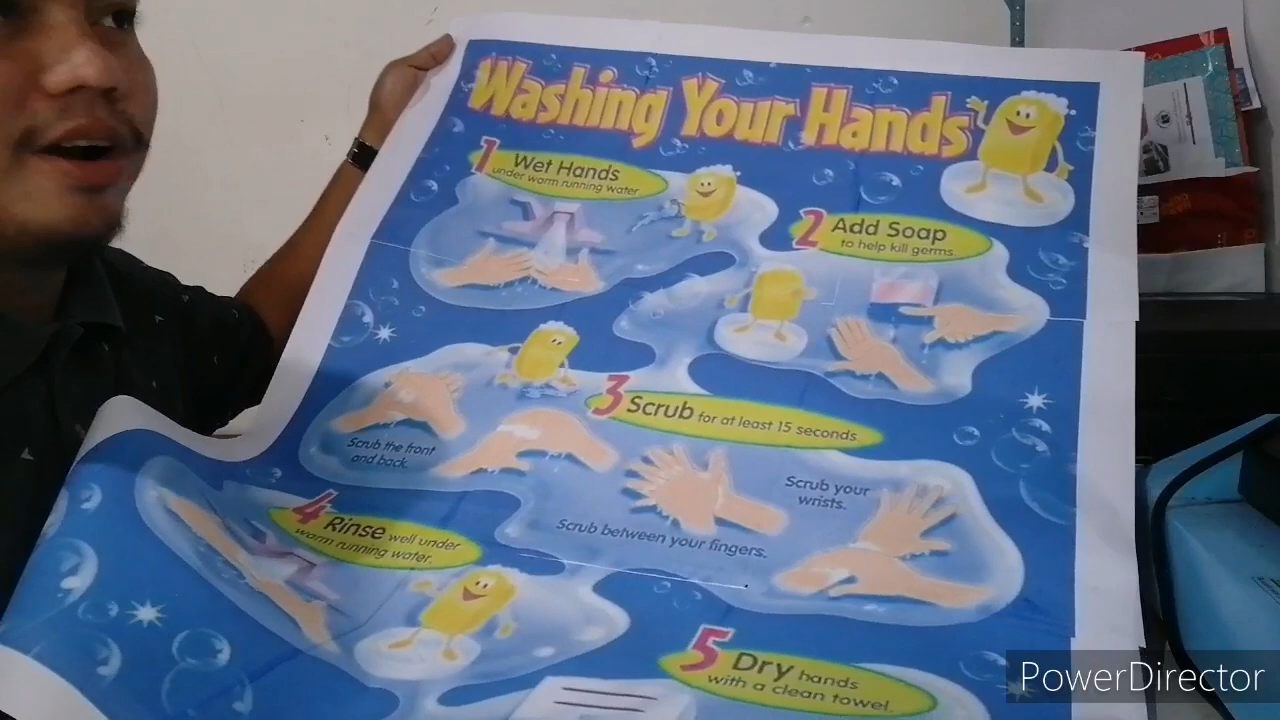 Washing Your Hands
1 Wet Hands
under warm running water
2 Add Soap
to help kill germs.
3 Scrub for at least 15 seconds
Scrub the front
and back.
Scrub your
wrists.
Scrub between your fingers.
4 Rinse well under
warm running water.
5 Dry hands
with a clean towel.
PowerDirector